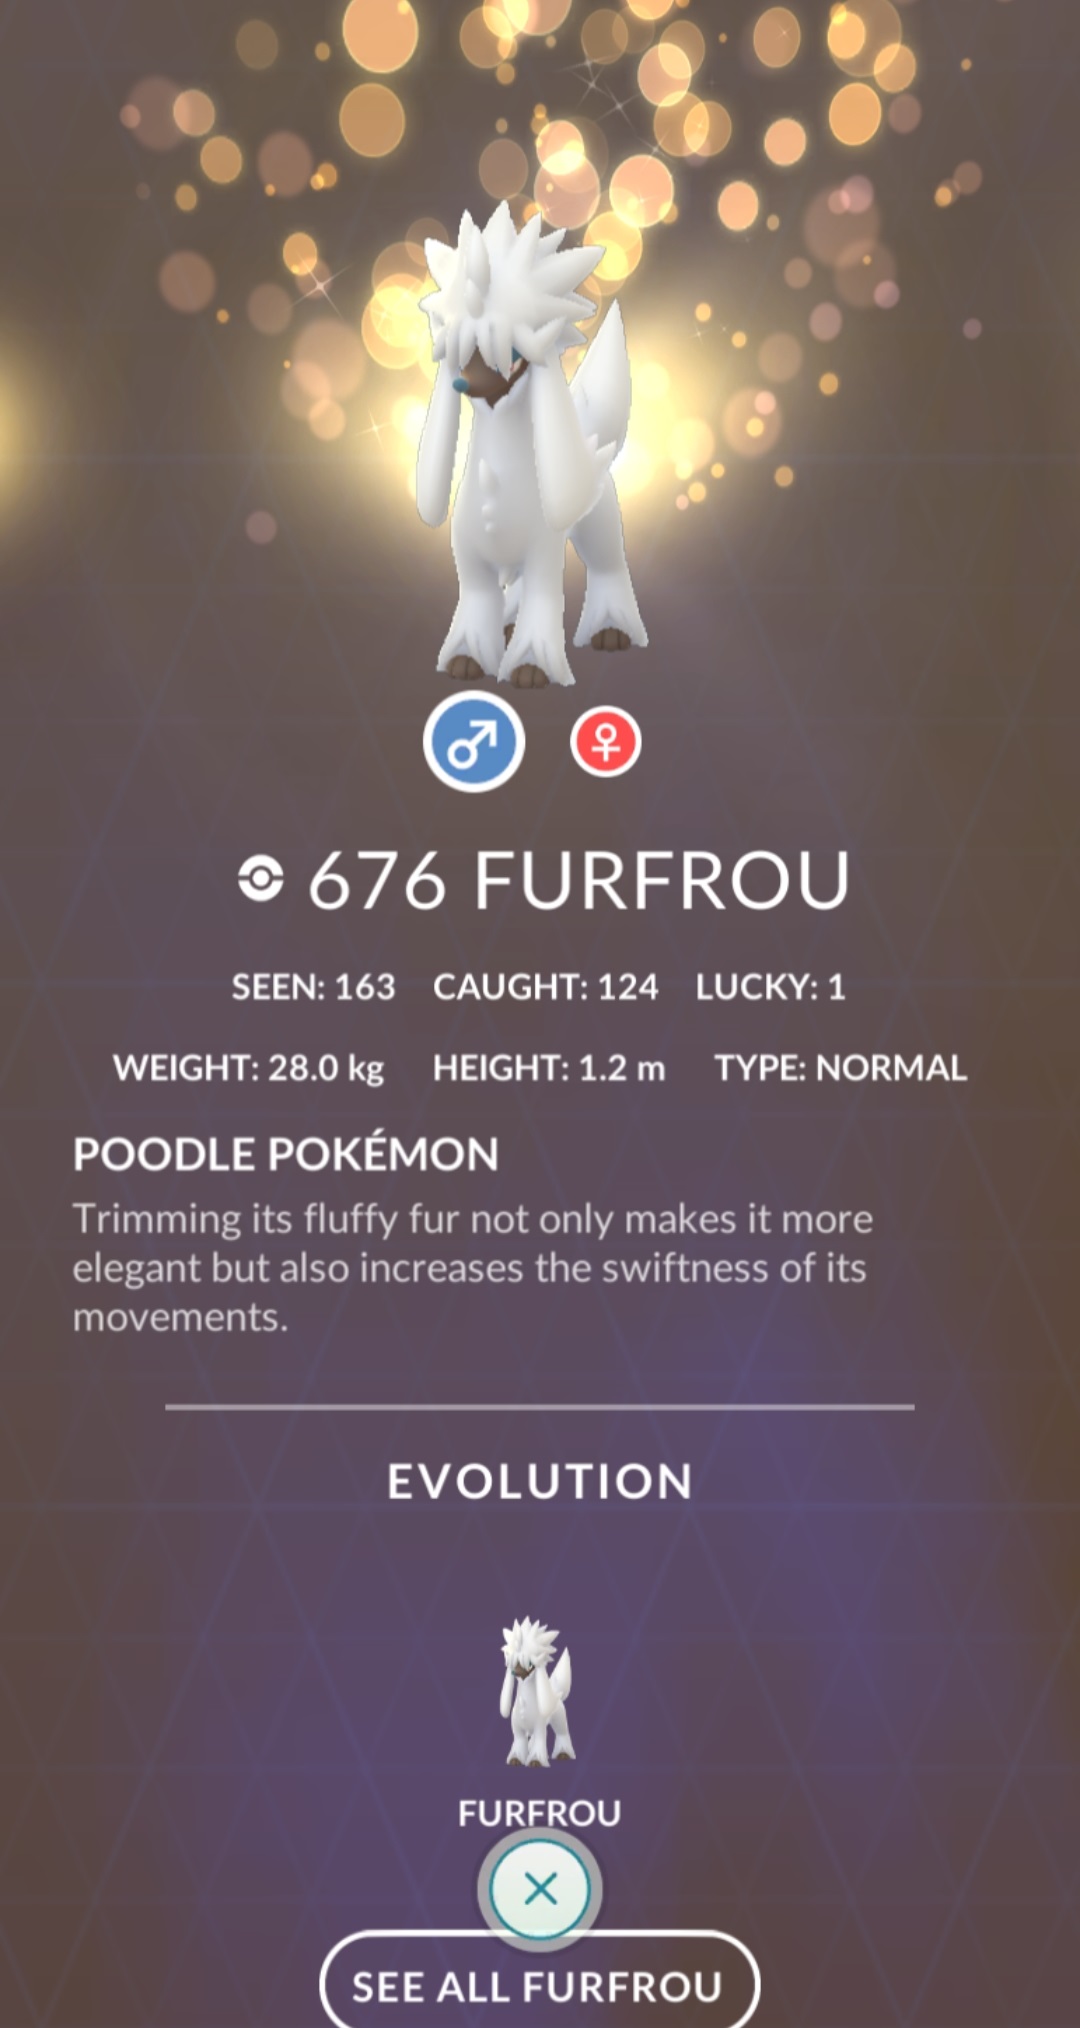 676 FURFROU
SEEN: 163 CAUGHT: 124 LUCKY: 1
WEIGHT: 28.0 kg HEIGHT: 1.2 m TYPE: NORMAL
POODLE POKÉMON
Trimming its fluffy fur not only makes it more
elegant but also increases the swiftness of its
movements.
EVOLUTION
FURFROU
SEE ALL FURFROU